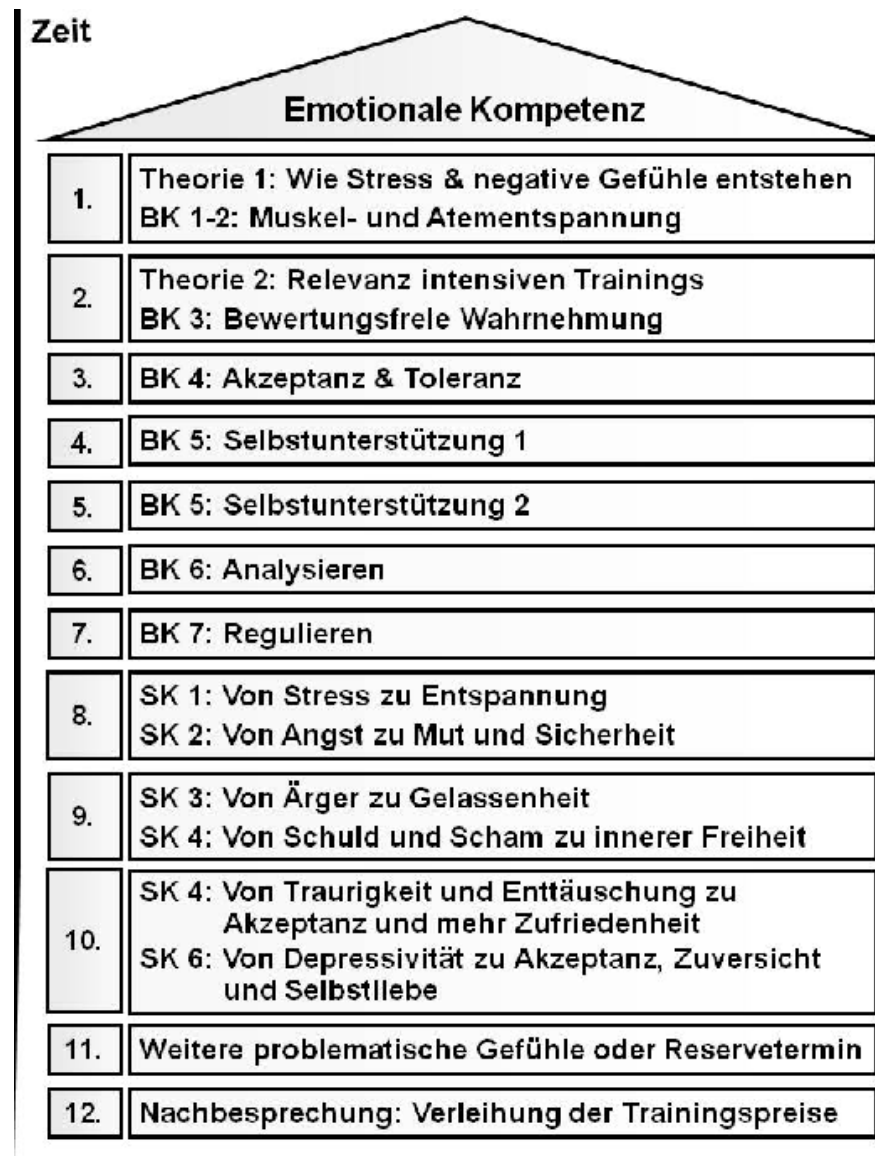 Zeit
Emotionale Kompetenz
1.
Theorie 1: Wie Stress & negative Gefühle entstehen
BK 1-2: Muskel- und Atementspannung
2.
Theorie 2: Relevanz intensiven Trainings
BK 3: Bewertungsfreie Wahrnehmung
3.
BK 4: Akzeptanz & Toleranz
4.
BK 5: Selbstunterstützung 1
5.
BK 5: Selbstunterstützung 2
6.
BK 6: Analysieren
7.
BK 7: Regulieren
8.
SK 1: Von Stress zu Entspannung
SK 2: Von Angst zu Mut und Sicherheit
9.
SK 3: Von Ärger zu Gelassenheit
SK 4: Von Schuld und Scham zu innerer Freiheit
10.
SK 4: Von Traurigkeit und Enttäuschung zu
Akzeptanz und mehr Zufriedenheit
SK 6: Von Depressivität zu Akzeptanz, Zuversicht
und Selbstliebe
11.
Weitere problematische Gefühle oder Reservetermin
12.
Nachbesprechung: Verleihung der Trainingspreise